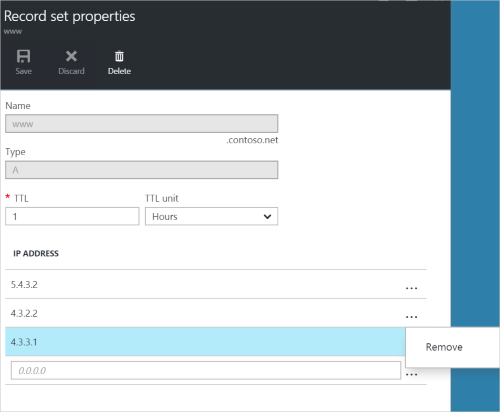 Record set properties
www
Save Discard Delete
Name
www
.contoso.net
Type
A
* TTL TTL unit
1 Hours
IP ADDRESS
5.4.3.2 ...
4.3.2.2 ...
4.3.3.1
Remove
0.0.0.0 ...